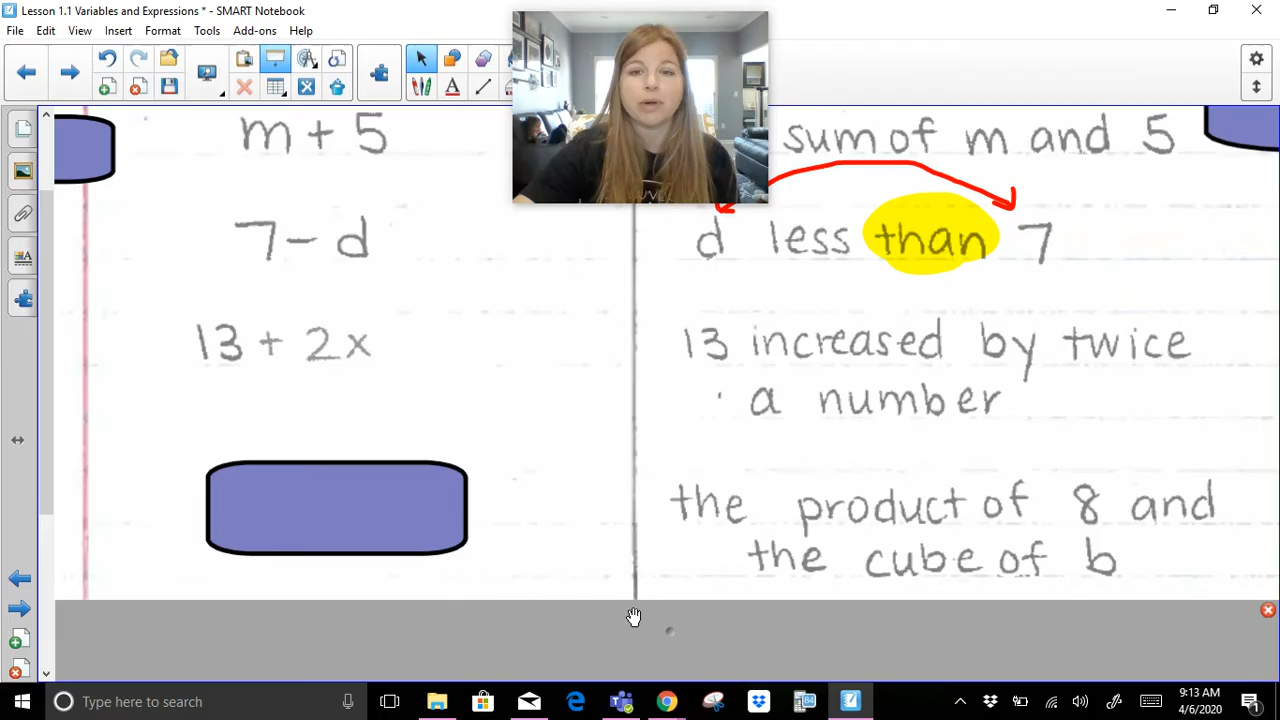 Lesson 1.1 Variables and Expressions * - SMART Notebook
File Edit View Insert Format Tools Add-ons Help
m + 5
sum of m and 5
7 - d
d less than 7
13 + 2x
13 increased by twice
a number
the product of 8 and
the cube of b
Type here to search
9:13 AM
4/6/2020